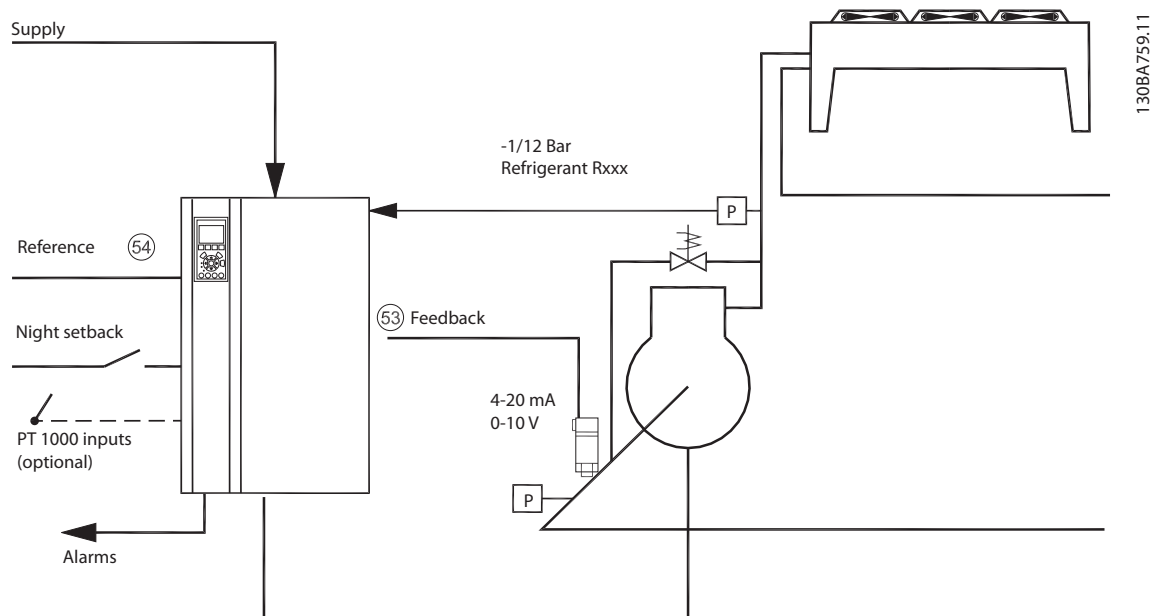 Supply
130BA759.11
-1/12 Bar
Refrigerant Rxxx
P
Reference 54
53 Feedback
Night setback
4-20 mA
0-10 V
PT 1000 inputs
(optional)
P
Alarms